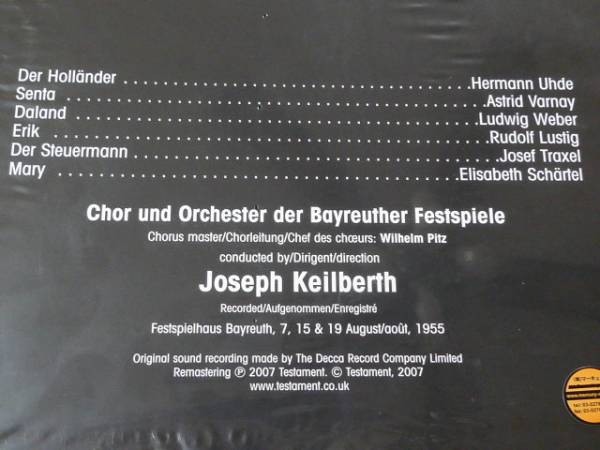 Der Holländer . . . . . . . . . . . . . . . . . . . . . . . . . . . . . . . . . . . . . . . . Hermann Uhde
Senta . . . . . . . . . . . . . . . . . . . . . . . . . . . . . . . . . . . . . . . . . . . . . . . Astrid Varnay
Daland . . . . . . . . . . . . . . . . . . . . . . . . . . . . . . . . . . . . . . . . . . . . . Ludwig Weber
Erik . . . . . . . . . . . . . . . . . . . . . . . . . . . . . . . . . . . . . . . . . . . . . . . . Rudolf Lustig
Der Steuermann . . . . . . . . . . . . . . . . . . . . . . . . . . . . . . . . . . . . . . . . Josef Traxel
Mary . . . . . . . . . . . . . . . . . . . . . . . . . . . . . . . . . . . . . . . . . . . . Elisabeth Schärtel
Chor und Orchester der Bayreuther Festspiele
Chorus master/Chorleitung/Chef des chœurs: Wilhelm Pitz
conducted by/Dirigent/direction
Joseph Keilberth
Recorded/Aufgenommen/Enregistré
Festspielhaus Bayreuth, 7, 15 & 19 August/août, 1955
Original sound recording made by The Decca Record Company Limited
Remastering ℗ 2007 Testament. © Testament, 2007
www.testament.co.uk